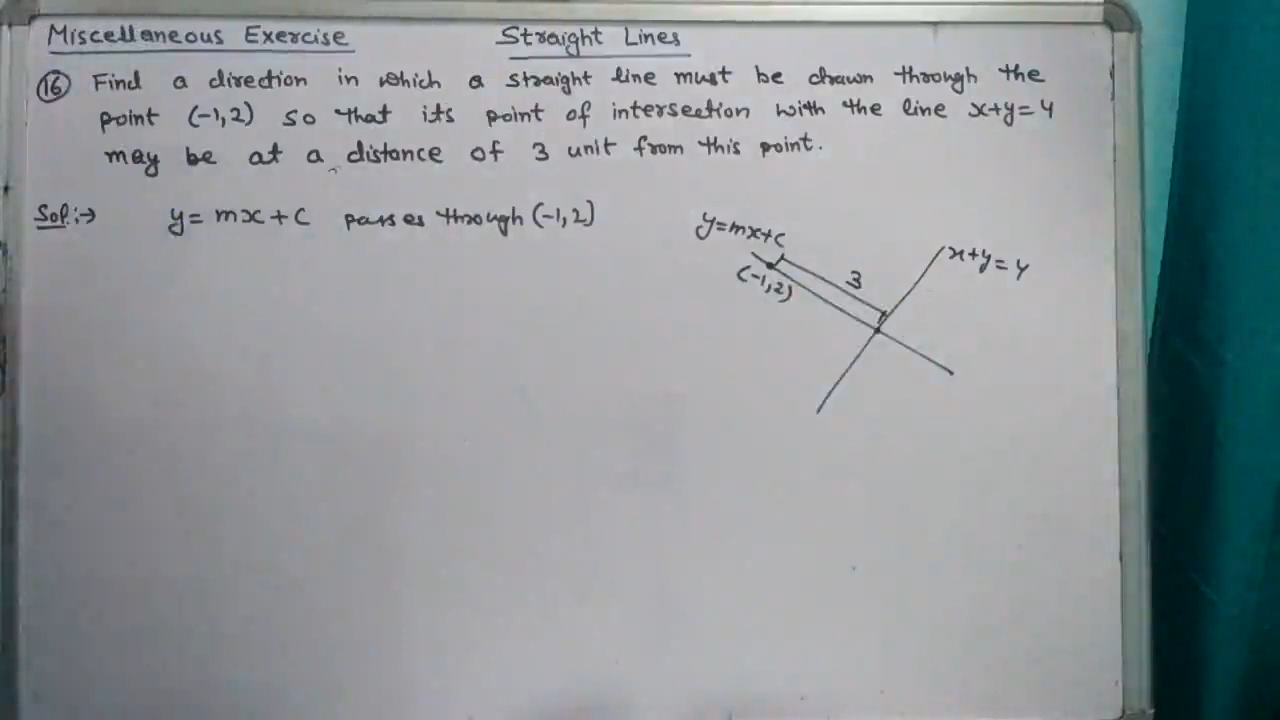 Miscellaneous Exercise
Straight Lines
16 Find a direction in which a straight line must be drawn through the
point (-1,2) so that its point of intersection with the line x+y=4
may be at a distance of 3 unit from this point.
Sol:→ y=mx+c passes through (-1,2)
y=mx+c
(-1,2)
3
x+y=4